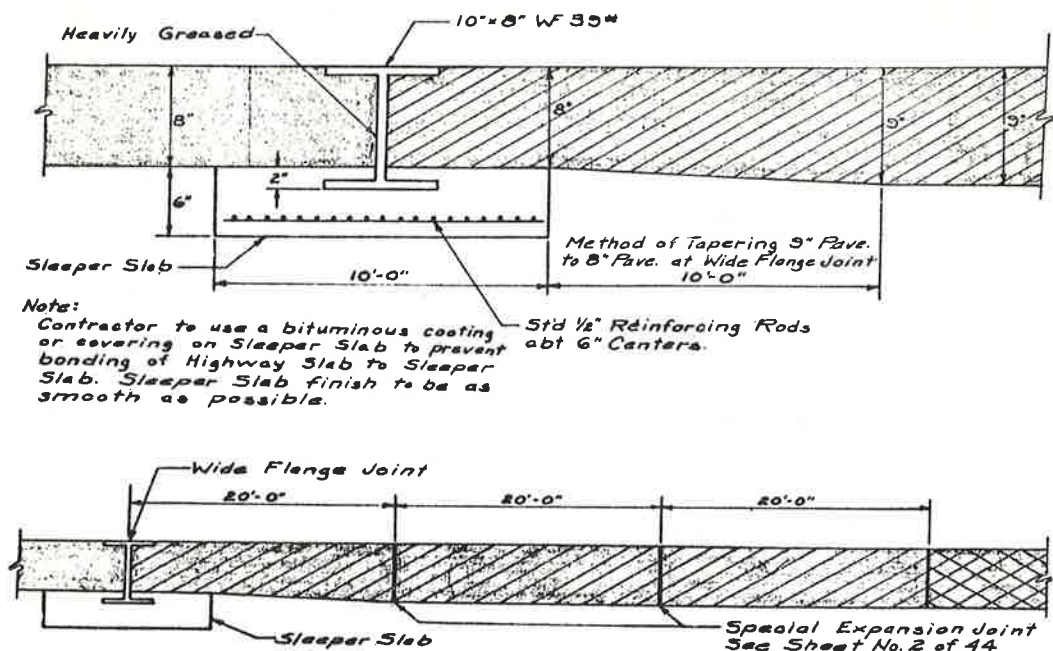 10"x8" WF 39#
Heavily Greased
8"
8"
9"
9"
2"
6"
Sleeper Slab
10'-0"
Method of Tapering 9" Pave.
to 8" Pave. at Wide Flange Joint
10'-0"
Note:
Contractor to use a bituminous coating
or covering on Sleeper Slab to prevent
bonding of Highway Slab to Sleeper
Slab. Sleeper Slab finish to be as
smooth as possible.
St'd ½" Reinforcing Rods
abt 6" Centers.
Wide Flange Joint
20'-0"
20'-0"
20'-0"
Sleeper Slab
Special Expansion Joint
See Sheet No. 2 of 44